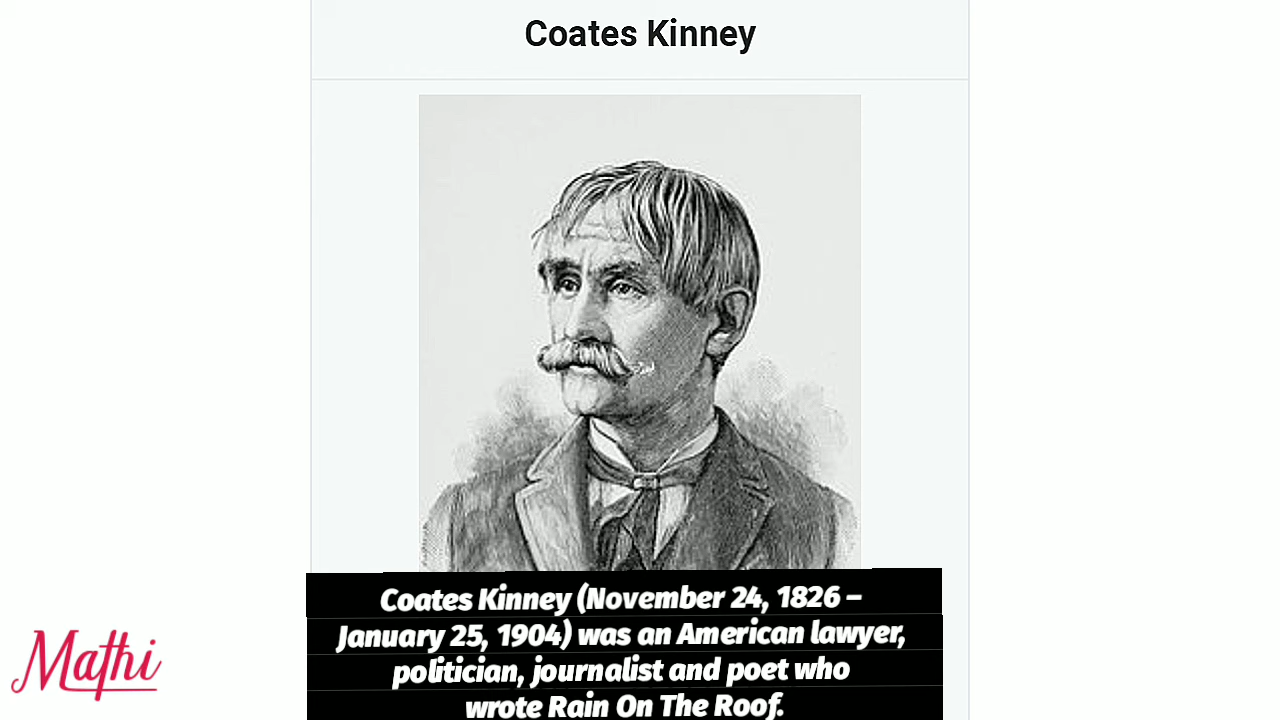 Coates Kinney
Coates Kinney (November 24, 1826 –
January 25, 1904) was an American lawyer,
politician, journalist and poet who
wrote Rain On The Roof.
Mathi